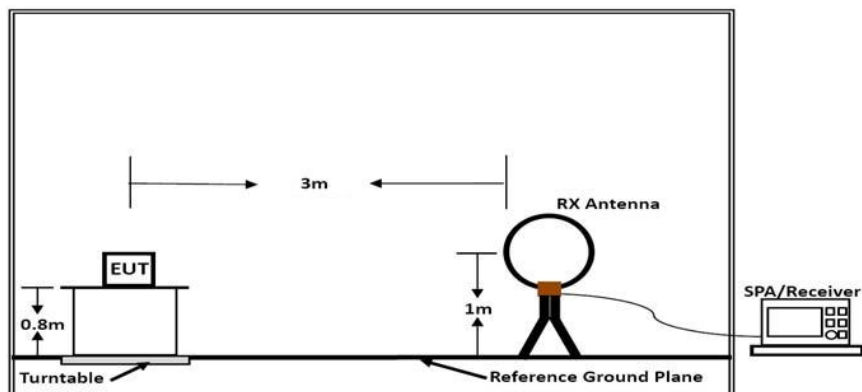 3m
RX Antenna
EUT
SPA/Receiver
0.8m
1m
Turntable
Reference Ground Plane